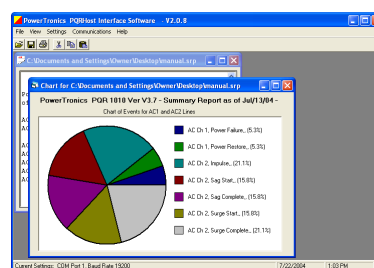 PowerTronics PQRHost Interface Software - V2.0.8
File View Settings Communications Help
C:\Documents and Settings\Owner\Desktop\manual.srp
Chart for C:\Documents and Settings\Owner\Desktop\manual.srp
PowerTronics PQR 1010 Ver V3.7 - Summary Report as of Jul/13/04 -
Chart of Events for AC1 and AC2 Lines
AC Ch 1, Power Failure,, (5.3%)
AC Ch 1, Power Restore,, (5.3%)
AC Ch 2, Impulse,, (21.1%)
AC Ch 2, Sag Start,, (15.8%)
AC Ch 2, Sag Complete,, (15.8%)
AC Ch 2, Surge Start,, (15.8%)
AC Ch 2, Surge Complete,, (21.1%)
Current Settings: COM Port 1, Baud Rate 19200
7/22/2004
1:03 PM